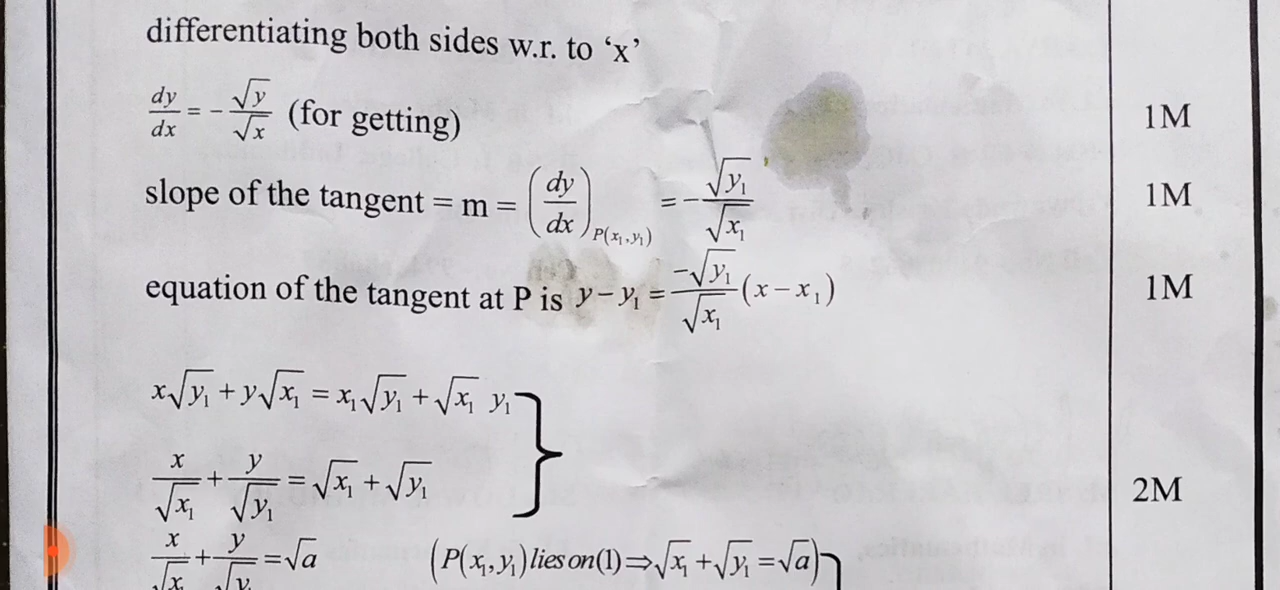 differentiating both sides w.r. to ‘x’
dy/dx = - √y/√x (for getting) 1M
slope of the tangent = m = (dy/dx)P(x₁,y₁) = - √y₁/√x₁ 1M
equation of the tangent at P is y - y₁ = -√y₁/√x₁ (x - x₁) 1M
x√y₁ + y√x₁ = x₁√y₁ + √x₁ y₁
x/√x₁ + y/√y₁ = √x₁ + √y₁ 2M
x/√x₁ + y/√y₁ = √a (P(x₁,y₁) lies on (1) ⇒ √x₁ + √y₁ = √a)